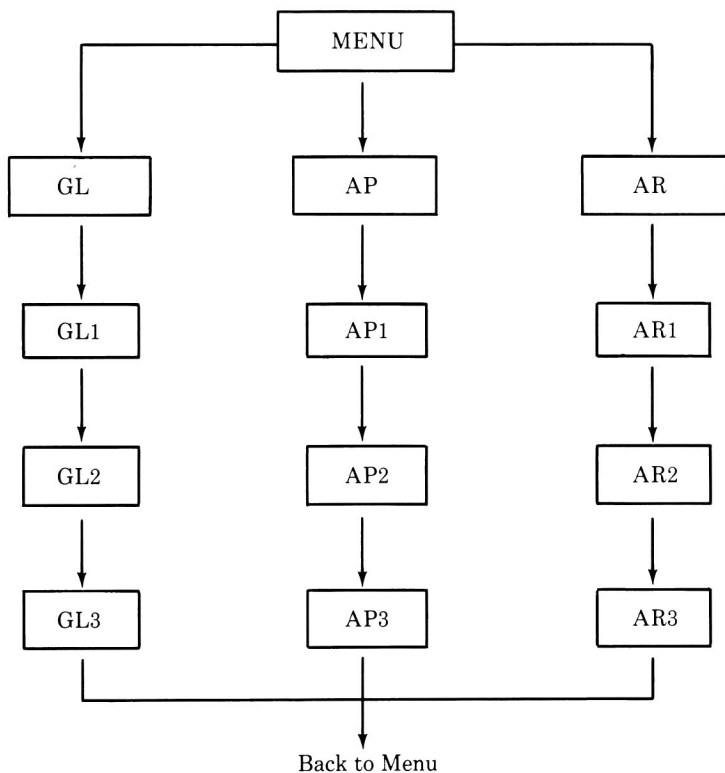 MENU
GL
AP
AR
GL1
AP1
AR1
GL2
AP2
AR2
GL3
AP3
AR3
Back to Menu